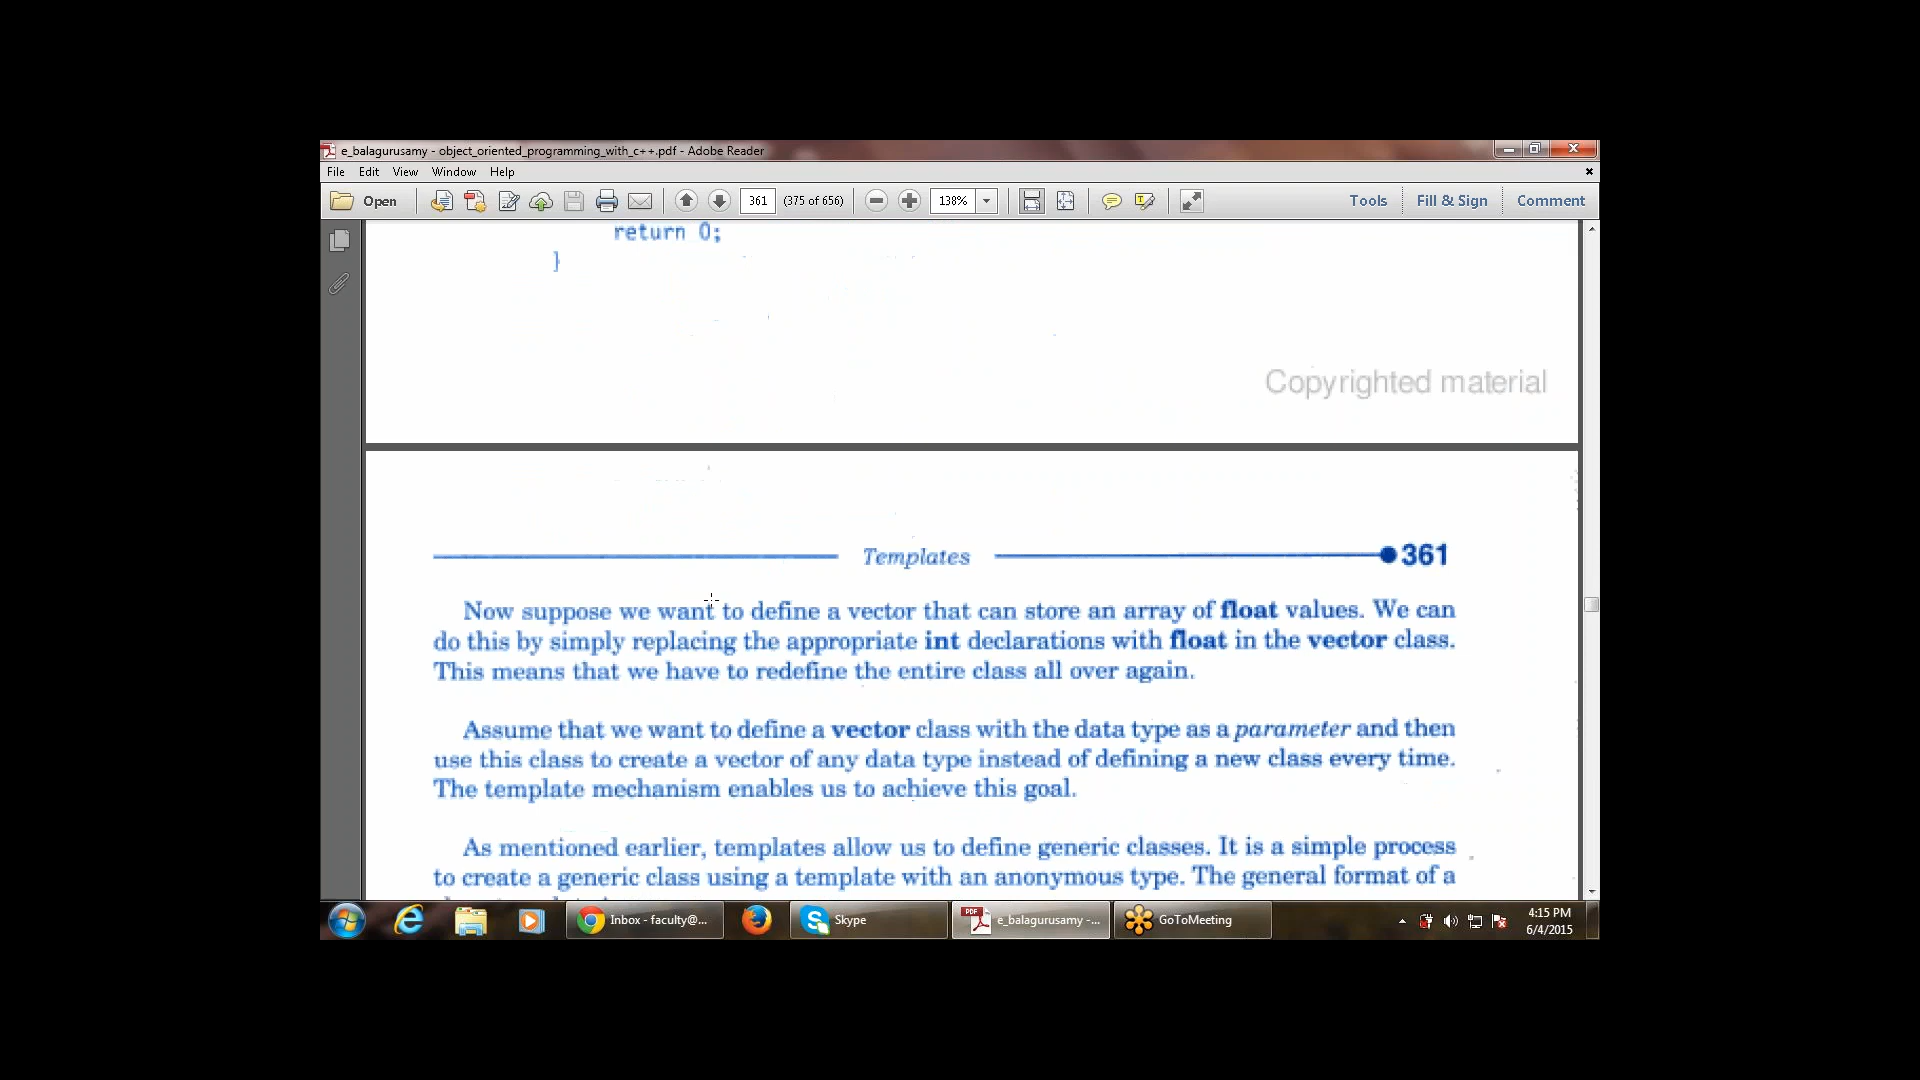 e_balagurusamy - object_oriented_programming_with_c++.pdf - Adobe Reader
File Edit View Window Help
Open 361 (375 of 656) 138% Tools Fill & Sign Comment
return 0;
}
Copyrighted material
Templates 361
Now suppose we want to define a vector that can store an array of float values. We can
do this by simply replacing the appropriate int declarations with float in the vector class.
This means that we have to redefine the entire class all over again.
Assume that we want to define a vector class with the data type as a parameter and then
use this class to create a vector of any data type instead of defining a new class every time.
The template mechanism enables us to achieve this goal.
As mentioned earlier, templates allow us to define generic classes. It is a simple process
to create a generic class using a template with an anonymous type. The general format of a
Inbox - faculty@... Skype e_balagurusamy -... GoToMeeting 4:15 PM
6/4/2015